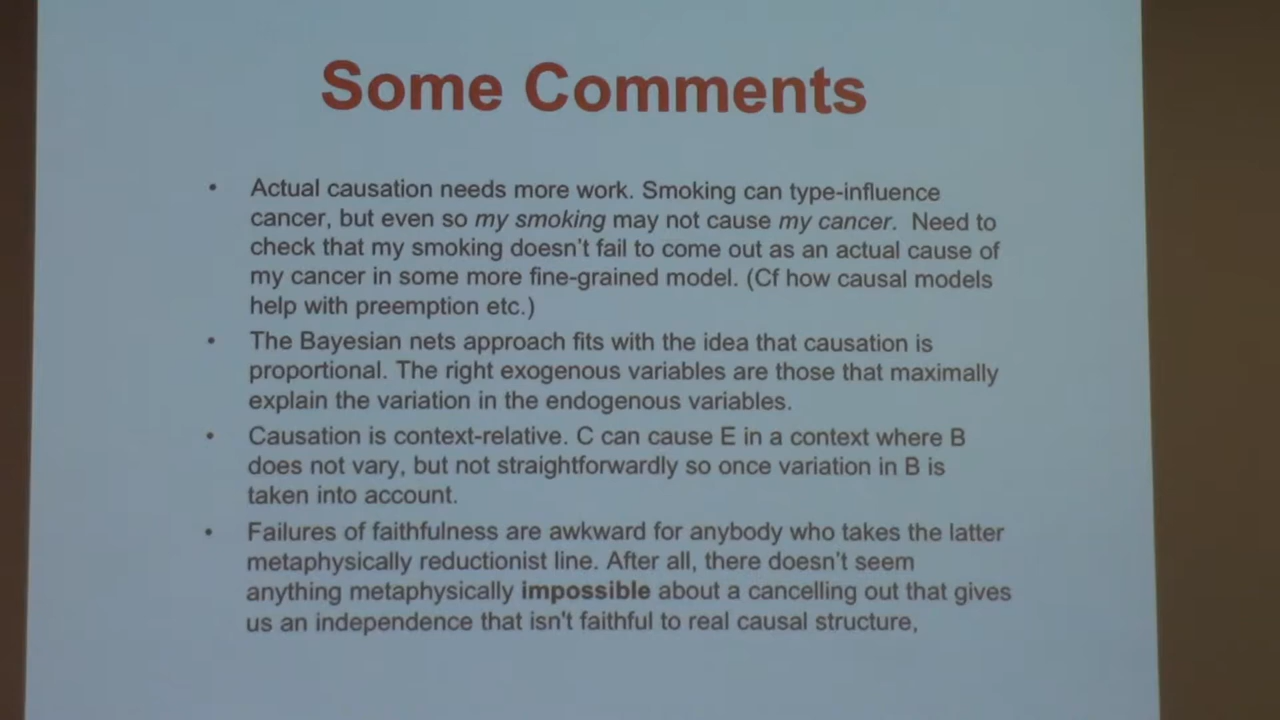 Some Comments
• Actual causation needs more work. Smoking can type-influence
cancer, but even so my smoking may not cause my cancer. Need to
check that my smoking doesn't fail to come out as an actual cause of
my cancer in some more fine-grained model. (Cf how causal models
help with preemption etc.)
• The Bayesian nets approach fits with the idea that causation is
proportional. The right exogenous variables are those that maximally
explain the variation in the endogenous variables.
• Causation is context-relative. C can cause E in a context where B
does not vary, but not straightforwardly so once variation in B is
taken into account.
• Failures of faithfulness are awkward for anybody who takes the latter
metaphysically reductionist line. After all, there doesn't seem
anything metaphysically impossible about a cancelling out that gives
us an independence that isn't faithful to real causal structure,